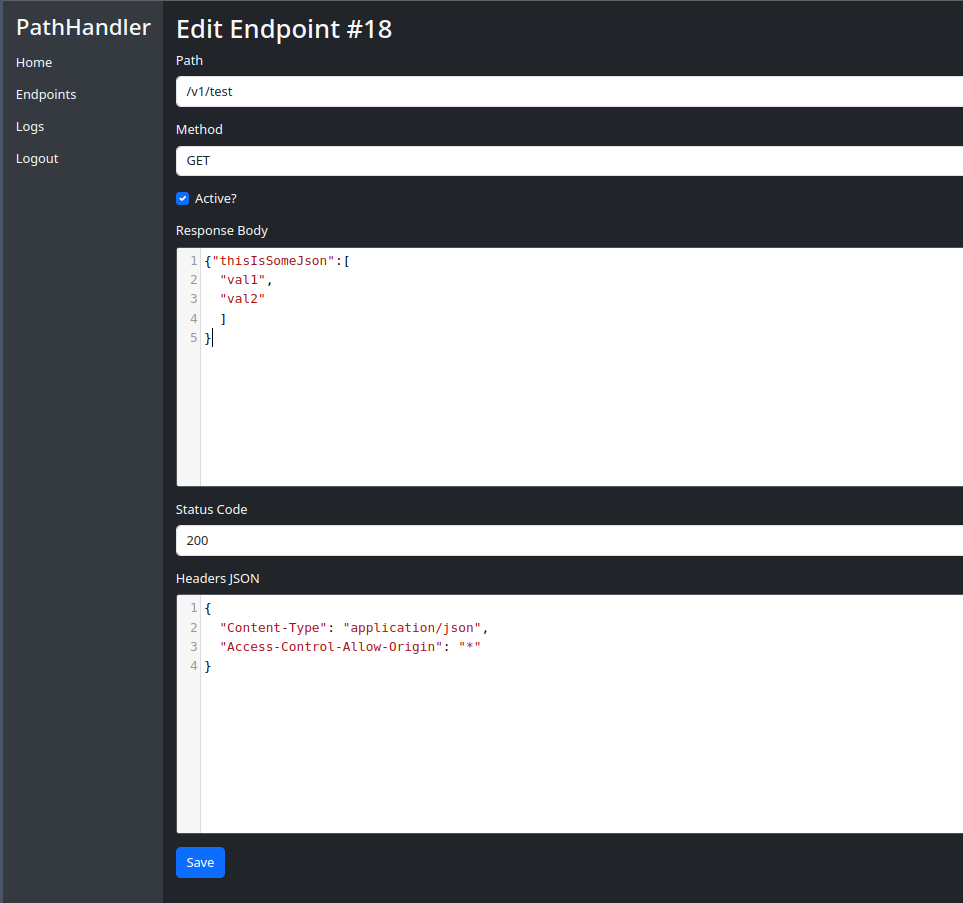 PathHandler
Home
Endpoints
Logs
Logout
Edit Endpoint #18
Path
/v1/test
Method
GET
Active?
Response Body
1 {"thisIsSomeJson":[
2   "val1",
3   "val2"
4   ]
5 }
Status Code
200
Headers JSON
1 {
2   "Content-Type": "application/json",
3   "Access-Control-Allow-Origin": "*"
4 }
Save